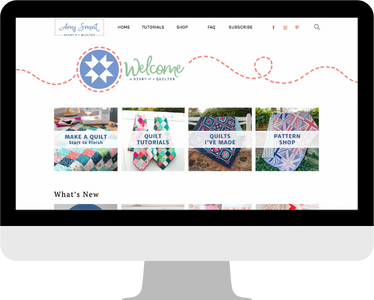 Amy Smart
DIARY OF A QUILTER
HOME TUTORIALS SHOP FAQ SUBSCRIBE
Welcome
to DIARY OF A QUILTER
MAKE A QUILT
Start to Finish
QUILT
TUTORIALS
QUILTS
I'VE MADE
PATTERN
SHOP
What's New